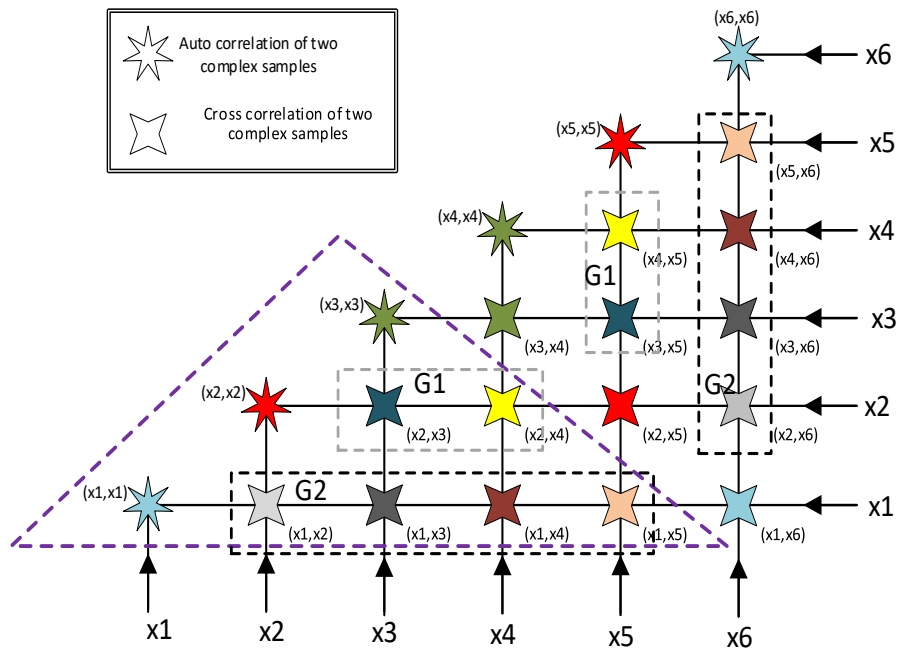 Auto correlation of two
complex samples
Cross correlation of two
complex samples
(x6,x6)
x6
(x5,x5)
x5
(x5,x6)
(x4,x4)
x4
(x4,x5)
(x4,x6)
G1
(x3,x3)
x3
(x3,x4)
(x3,x5)
(x3,x6)
(x2,x2)
G1
G2
x2
(x2,x3)
(x2,x4)
(x2,x5)
(x2,x6)
(x1,x1)
G2
x1
(x1,x2)
(x1,x3)
(x1,x4)
(x1,x5)
(x1,x6)
x1
x2
x3
x4
x5
x6